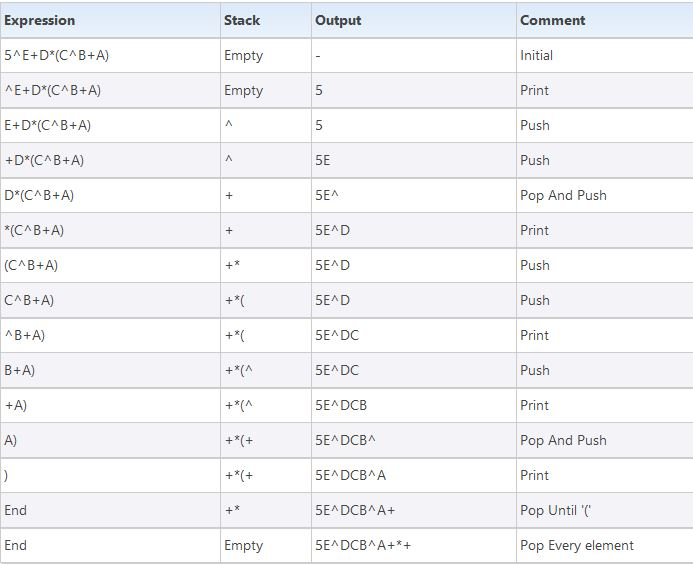 Expression Stack Output Comment
5^E+D*(C^B+A) Empty - Initial
^E+D*(C^B+A) Empty 5 Print
E+D*(C^B+A) ^ 5 Push
+D*(C^B+A) ^ 5E Push
D*(C^B+A) + 5E^ Pop And Push
*(C^B+A) + 5E^D Print
(C^B+A) +* 5E^D Push
C^B+A) +*( 5E^D Push
^B+A) +*( 5E^DC Print
B+A) +*(^ 5E^DC Push
+A) +*(^ 5E^DCB Print
A) +*(+ 5E^DCB^ Pop And Push
) +*(+ 5E^DCB^A Print
End +* 5E^DCB^A+ Pop Until '('
End Empty 5E^DCB^A+*+ Pop Every element